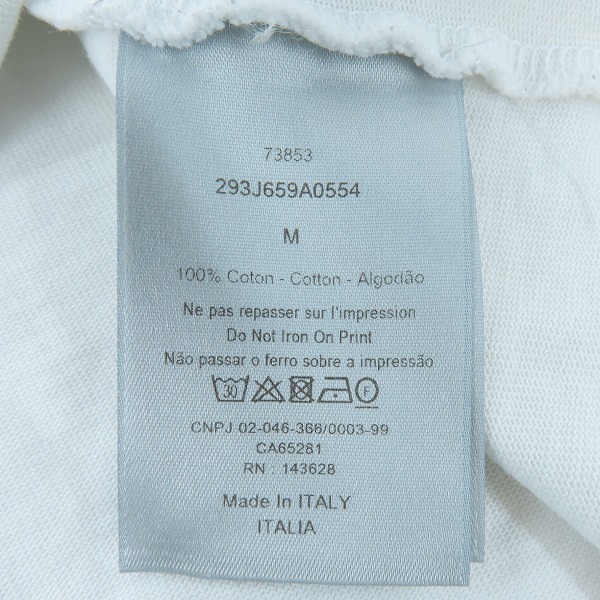 73853
293J659A0554
M
100% Coton - Cotton - Algodão
Ne pas repasser sur l'impression
Do Not Iron On Print
Não passar o ferro sobre a impressão
30 F
CNPJ 02-046-366/0003-99
CA65281
RN : 143628
Made In ITALY
ITALIA